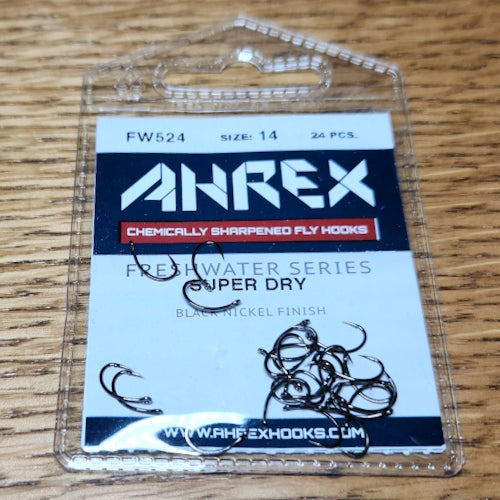 FW524 SIZE: 14 24 PCS.
AHREX
CHEMICALLY SHARPENED FLY HOOKS
FRESHWATER SERIES
SUPER DRY
BLACK NICKEL FINISH
WWW.AHREXHOOKS.COM